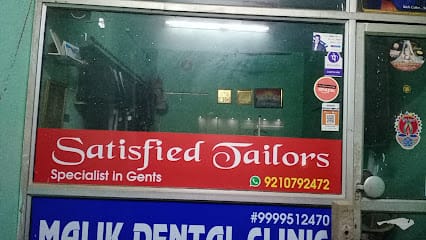 Satisfied Tailors
Specialist in Gents
9210792472
#9999512470
MALIK DENTAL CLINIC